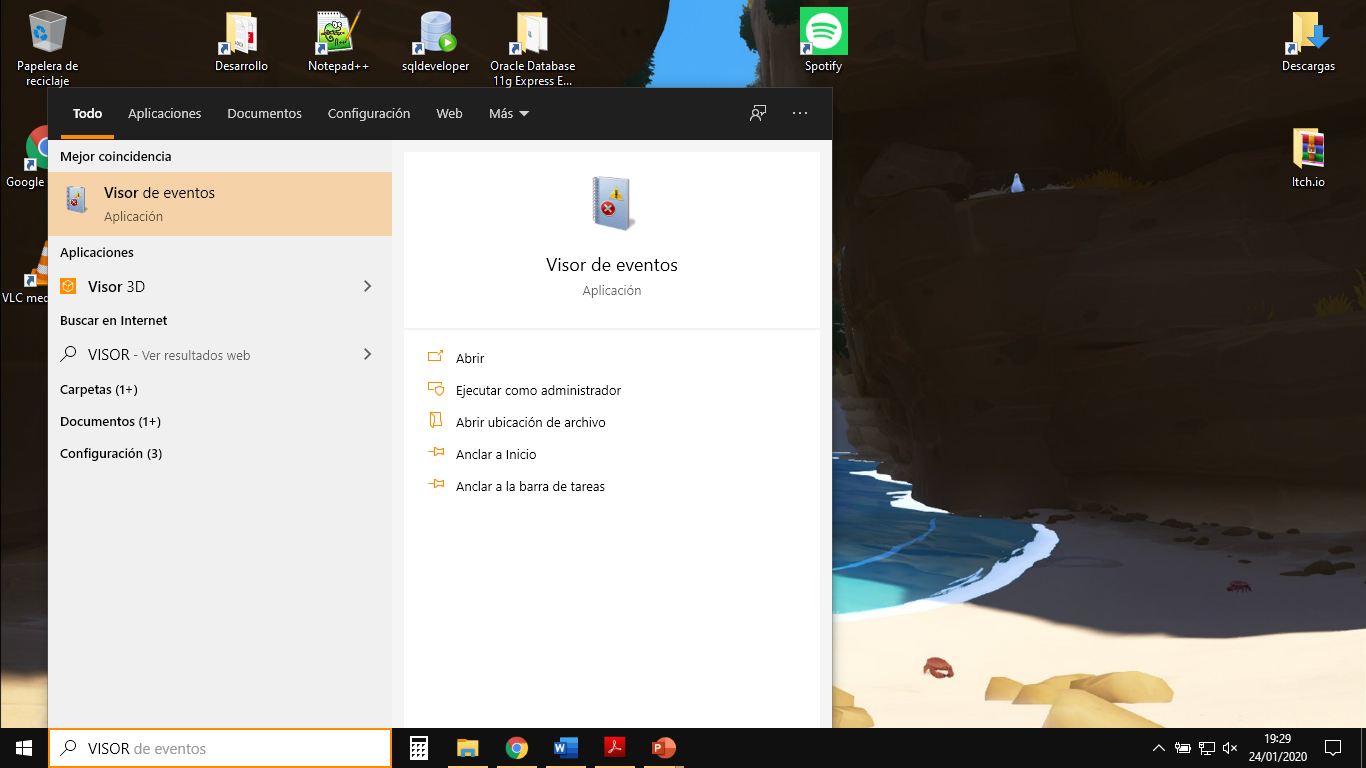 Papelera de
reciclaje
Desarrollo
Notepad++
sqldeveloper
Oracle Database
11g Express E...
Spotify
Descargas
Google
VLC med
Itch.io
Todo
Aplicaciones
Documentos
Configuración
Web
Más
Mejor coincidencia
Visor de eventos
Aplicación
Aplicaciones
Visor 3D
Buscar en Internet
VISOR - Ver resultados web
Carpetas (1+)
Documentos (1+)
Configuración (3)
Visor de eventos
Aplicación
Abrir
Ejecutar como administrador
Abrir ubicación de archivo
Anclar a Inicio
Anclar a la barra de tareas
VISOR de eventos
19:29
24/01/2020